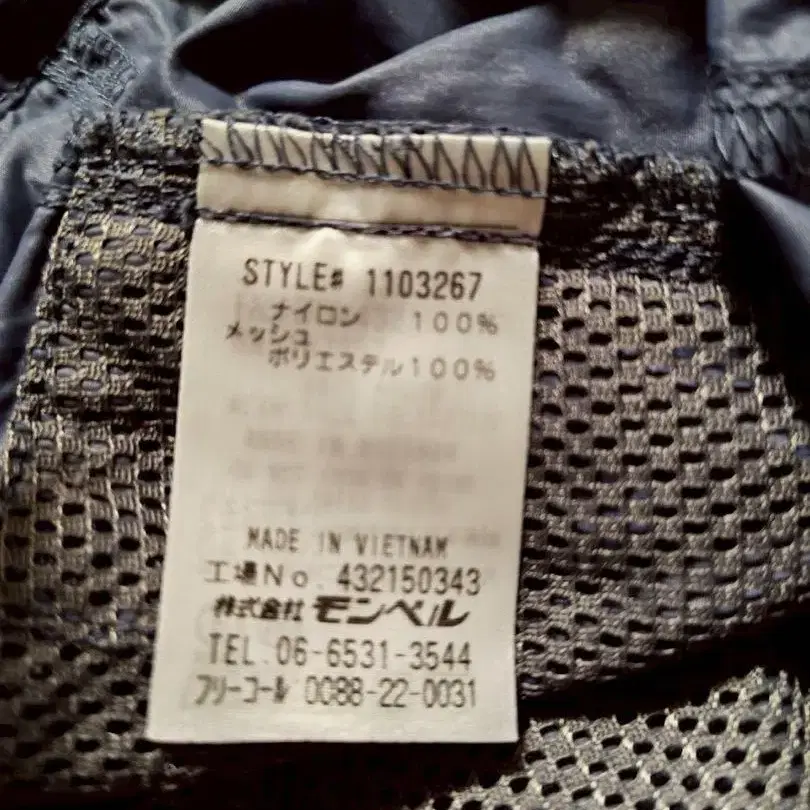 STYLE# 1103267
ナイロン 100%
メッシュ
ポリエステル100%
MADE IN VIETNAM
工場No. 432150343
株式会社 モンベル
TEL 06-6531-3544
フリーコール 0088-22-0031